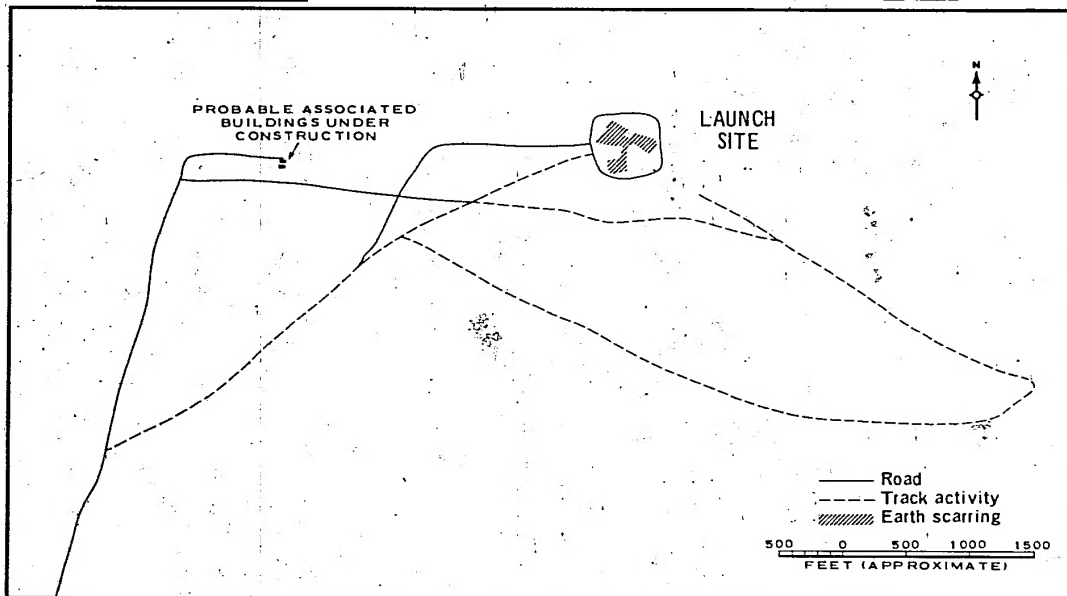 PROBABLE ASSOCIATED
BUILDINGS UNDER
CONSTRUCTION
LAUNCH
SITE
N
Road
Track activity
Earth scarring
500 0 500 1000 1500
FEET (APPROXIMATE)